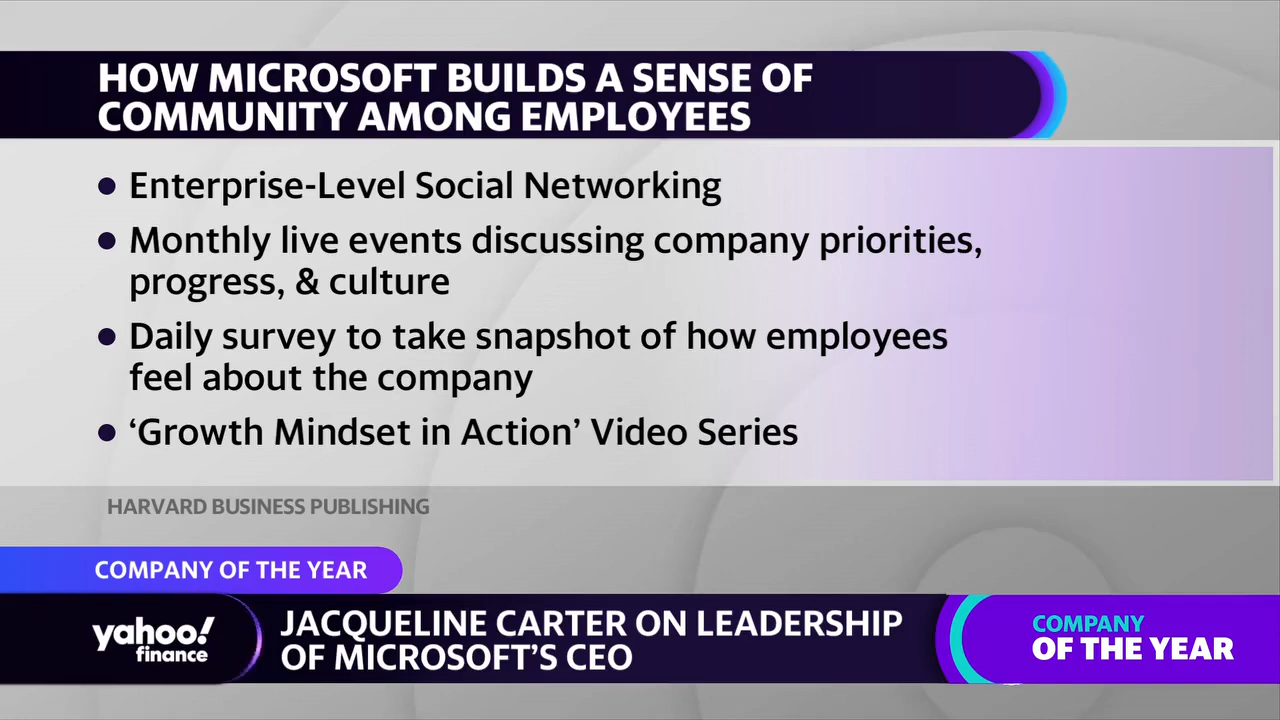 HOW MICROSOFT BUILDS A SENSE OF
COMMUNITY AMONG EMPLOYEES
• Enterprise-Level Social Networking
• Monthly live events discussing company priorities,
progress, & culture
• Daily survey to take snapshot of how employees
feel about the company
• ‘Growth Mindset in Action’ Video Series
HARVARD BUSINESS PUBLISHING
COMPANY OF THE YEAR
yahoo!
finance
JACQUELINE CARTER ON LEADERSHIP
OF MICROSOFT’S CEO
COMPANY
OF THE YEAR